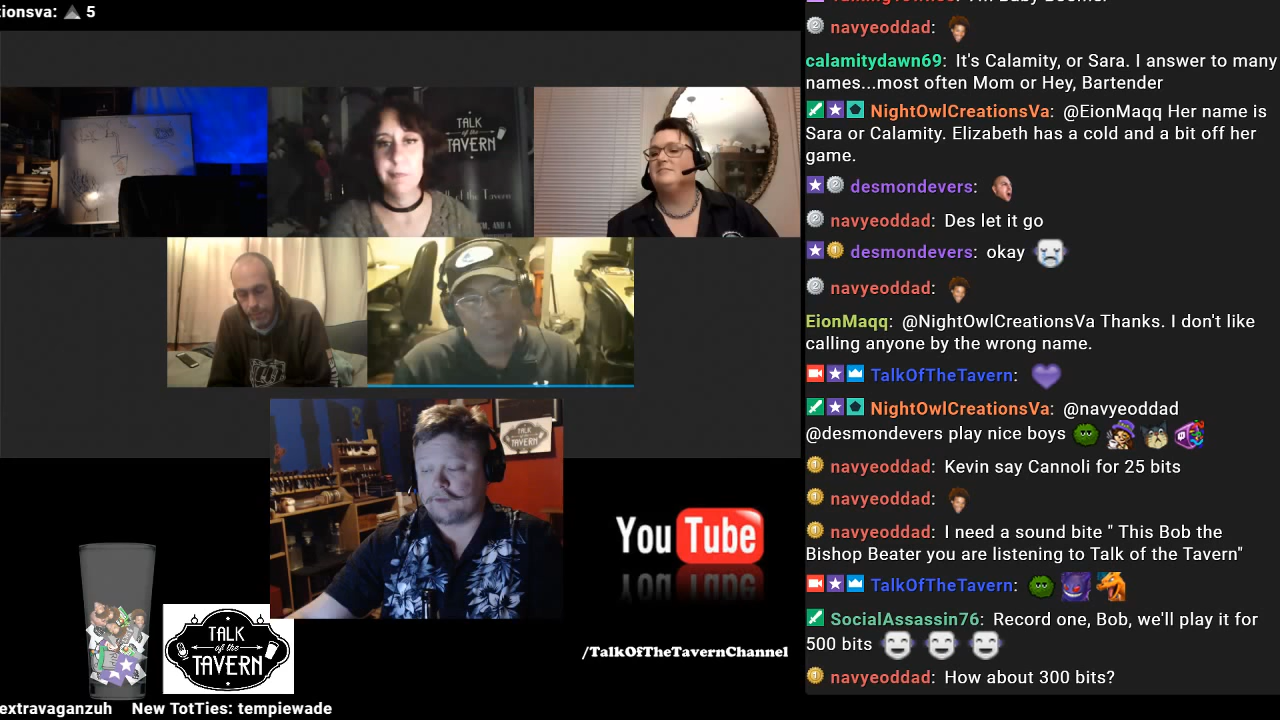 ionsva: 5
TALK
of the
TAVERN
TALK
of the
TAVERN
YouTube
TALK
of the
TAVERN
/TalkOfTheTavernChannel
extravaganzuh New TotTies: tempiewade
navyeoddad:
calamitydawn69: It's Calamity, or Sara. I answer to many
names...most often Mom or Hey, Bartender
NightOwlCreationsVa: @EionMaqq Her name is
Sara or Calamity. Elizabeth has a cold and a bit off her
game.
desmondevers:
navyeoddad: Des let it go
desmondevers: okay
navyeoddad:
EionMaqq: @NightOwlCreationsVa Thanks. I don't like
calling anyone by the wrong name.
TalkOfTheTavern:
NightOwlCreationsVa: @navyeoddad
@desmondevers play nice boys
navyeoddad: Kevin say Cannoli for 25 bits
navyeoddad:
navyeoddad: I need a sound bite " This Bob the
Bishop Beater you are listening to Talk of the Tavern"
TalkOfTheTavern:
SocialAssassin76: Record one, Bob, we'll play it for
500 bits
navyeoddad: How about 300 bits?